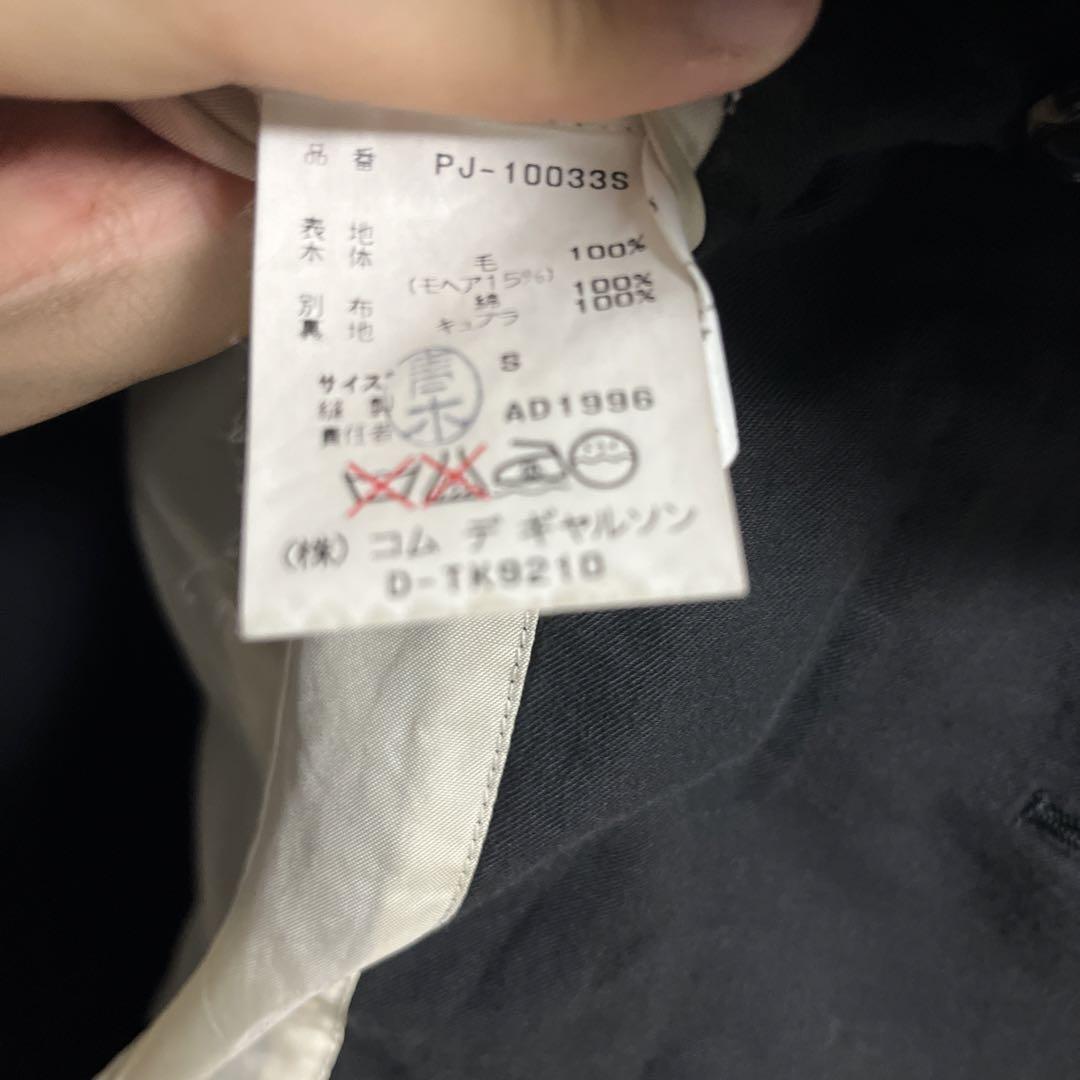 品番 PJ-10033S
表地
本体 毛 100%
(モヘア15%)
別布 綿 100%
裏地 キュプラ 100%
サイズ S
縫製
責任者 AD1996
(株) コム デ ギャルソン
D-TK9210